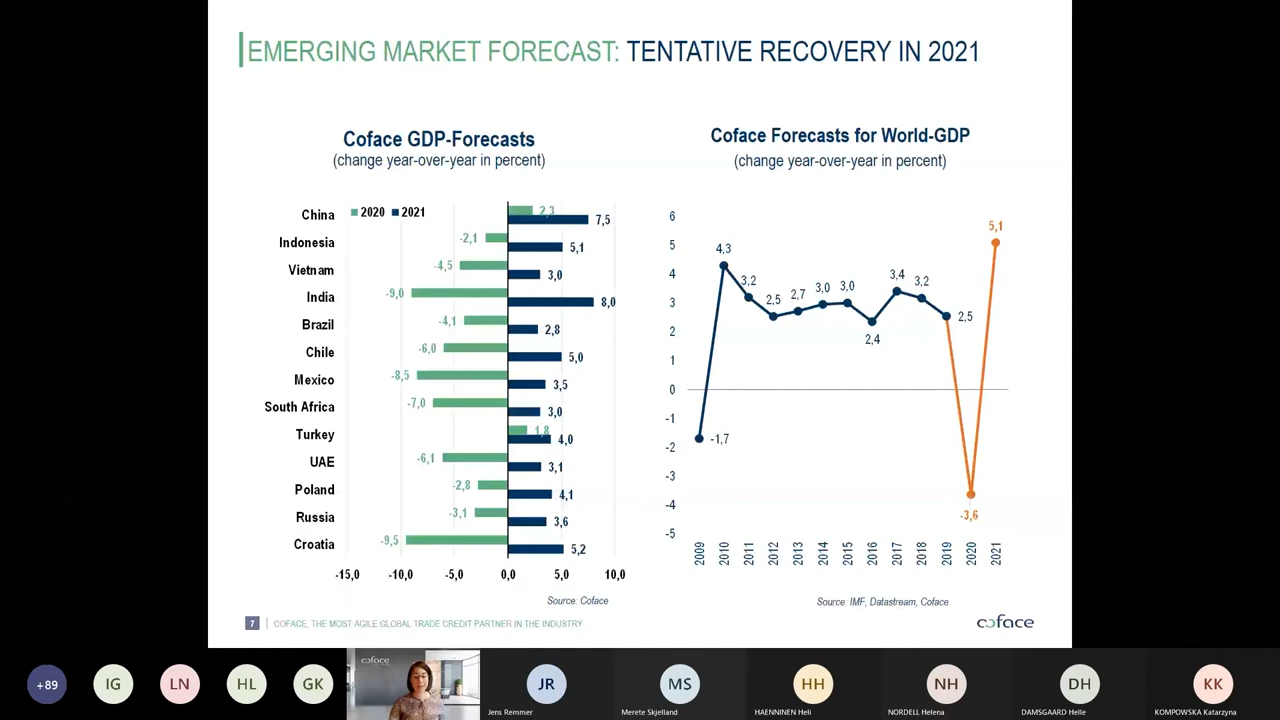 EMERGING MARKET FORECAST: TENTATIVE RECOVERY IN 2021
Coface GDP-Forecasts
(change year-over-year in percent)
2020 2021
China 2,3 7,5
Indonesia -2,1 5,1
Vietnam -4,5 3,0
India -9,0 8,0
Brazil -4,1 2,8
Chile -6,0 5,0
Mexico -8,5 3,5
South Africa -7,0 3,0
Turkey 1,8 4,0
UAE -6,1 3,1
Poland -2,8 4,1
Russia -3,1 3,6
Croatia -9,5 5,2
-15,0 -10,0 -5,0 0,0 5,0 10,0
Source: Coface
Coface Forecasts for World-GDP
(change year-over-year in percent)
6
5
4
3
2
1
0
-1
-2
-3
-4
-5
-1,7 4,3 3,2 2,5 2,7 3,0 3,0 2,4 3,4 3,2 2,5 -3,6 5,1
2009 2010 2011 2012 2013 2014 2015 2016 2017 2018 2019 2020 2021
Source: IMF, Datastream, Coface
7 COFACE, THE MOST AGILE GLOBAL TRADE CREDIT PARTNER IN THE INDUSTRY
coface
+89 IG LN HL GK coface JR MS HH NH DH KK
Jens Remmer Merete Skjelland HAENNINEN Heli NORDELL Helena DAMSGAARD Helle KOMPOWSKA Katarzyna